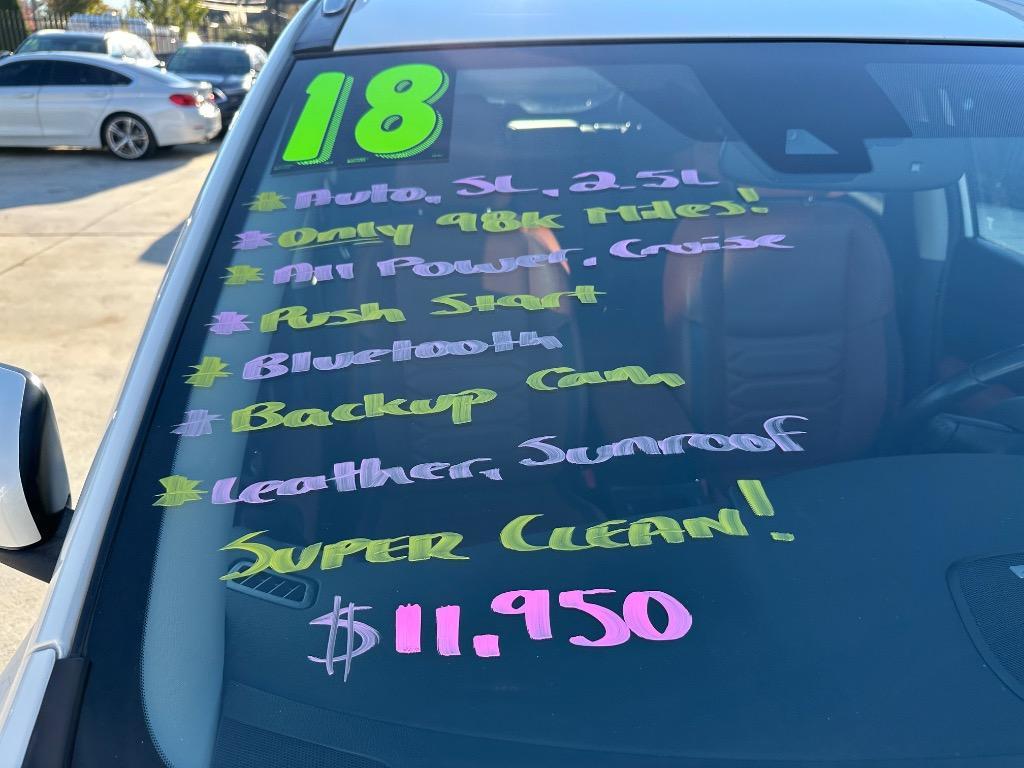 18
* Auto, SL, 2.5L
* Only 98k Miles!
* All Power, Cruise
* Push Start
* Bluetooth
* Backup Cam
* Leather, Sunroof
SUPER CLEAN!
$11,950